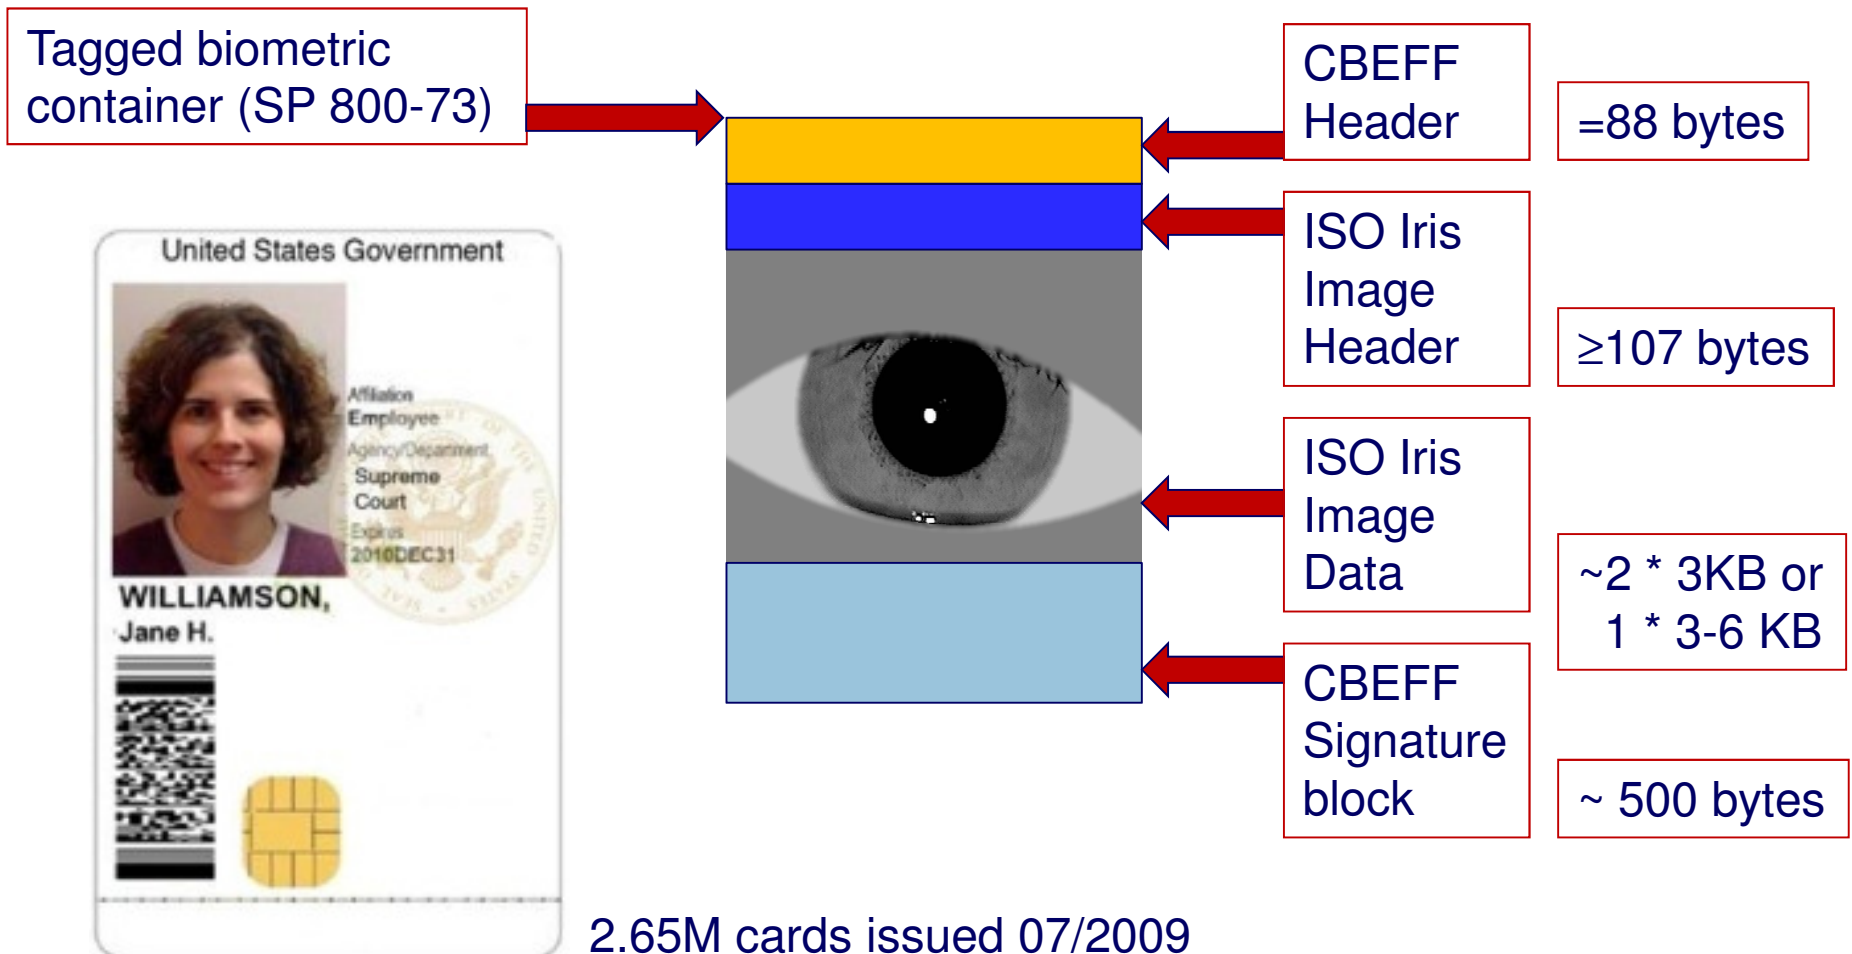 Tagged biometric
container (SP 800-73)
CBEFF
Header
=88 bytes
ISO Iris
Image
Header
≥107 bytes
ISO Iris
Image
Data
~2 * 3KB or
1 * 3-6 KB
CBEFF
Signature
block
~ 500 bytes
United States Government
Affiliation
Employee
Agency/Department
Supreme
Court
Expires
2010DEC31
WILLIAMSON,
Jane H.
2.65M cards issued 07/2009